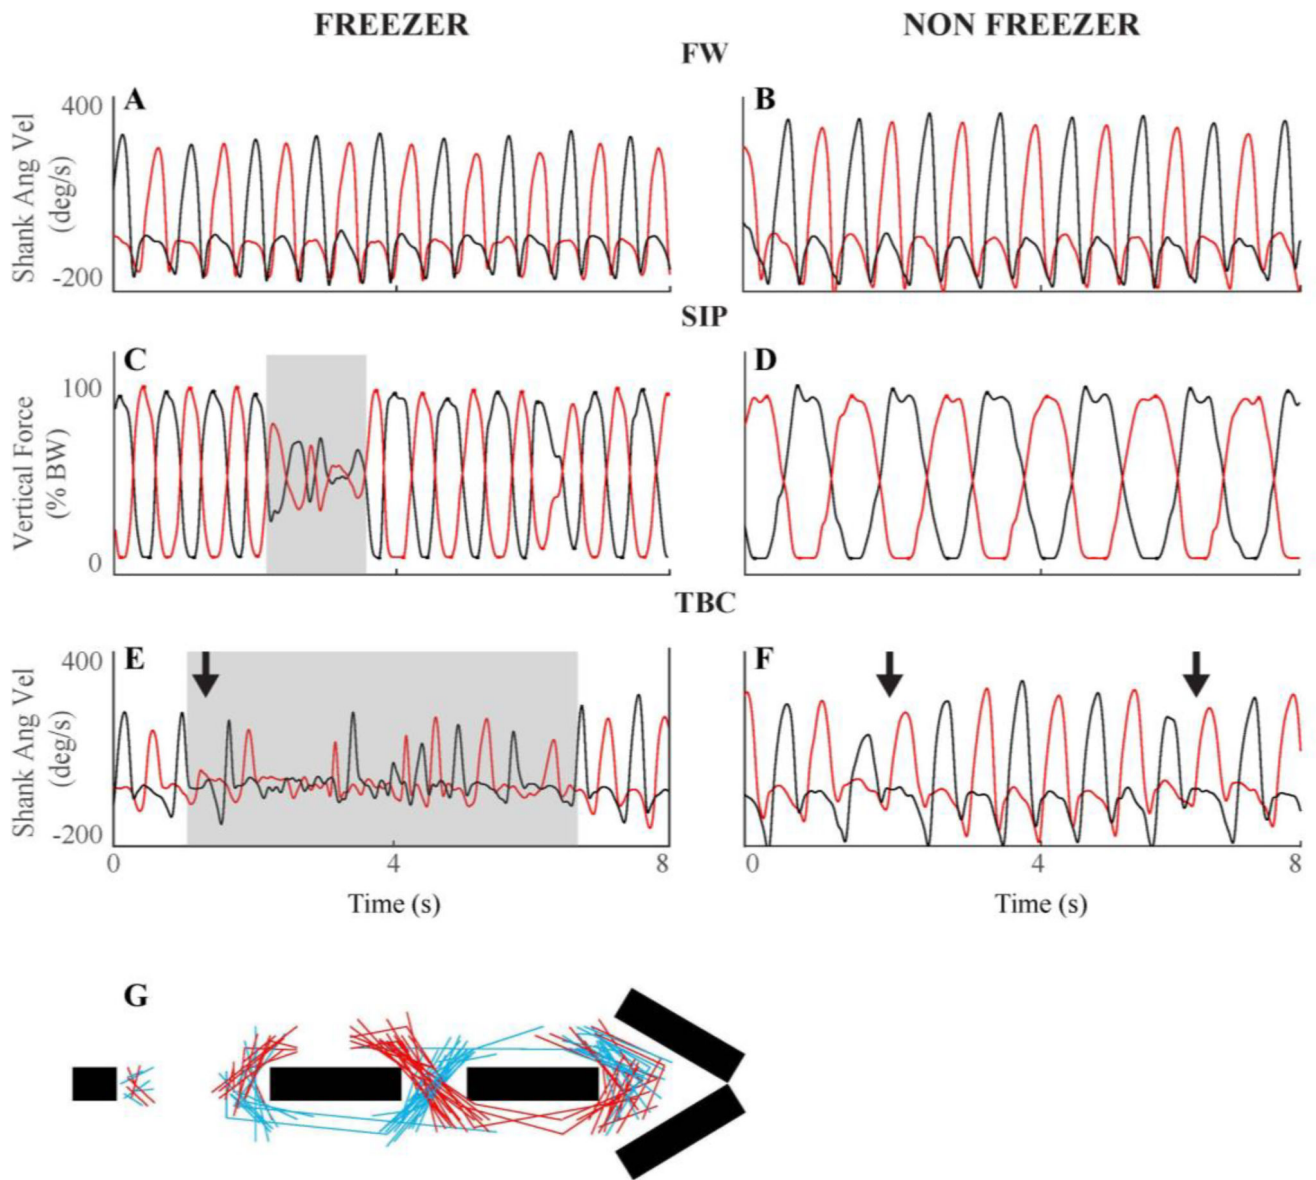 FREEZER
NON FREEZER
FW
A
B
400
-200
Shank Ang Vel
(deg/s)
SIP
C
D
100
0
Vertical Force
(% BW)
TBC
E
F
400
-200
Shank Ang Vel
(deg/s)
0 4 8
0 4 8
Time (s)
Time (s)
G